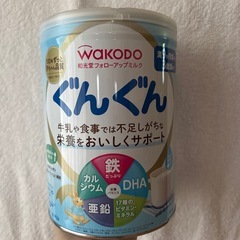 WAKODO
和光堂フォローアップミルク
ぐんぐん
牛乳や食事では不足しがちな
栄養をおいしくサポート
鉄
カル
シウム
DHA
亜鉛
17種の
ビタミン・
ミネラル